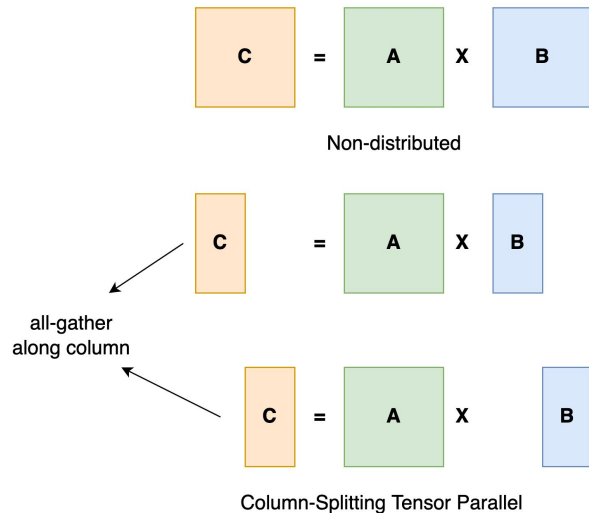 C = A X B
Non-distributed
C = A X B
all-gather
along column
C = A X B
Column-Splitting Tensor Parallel